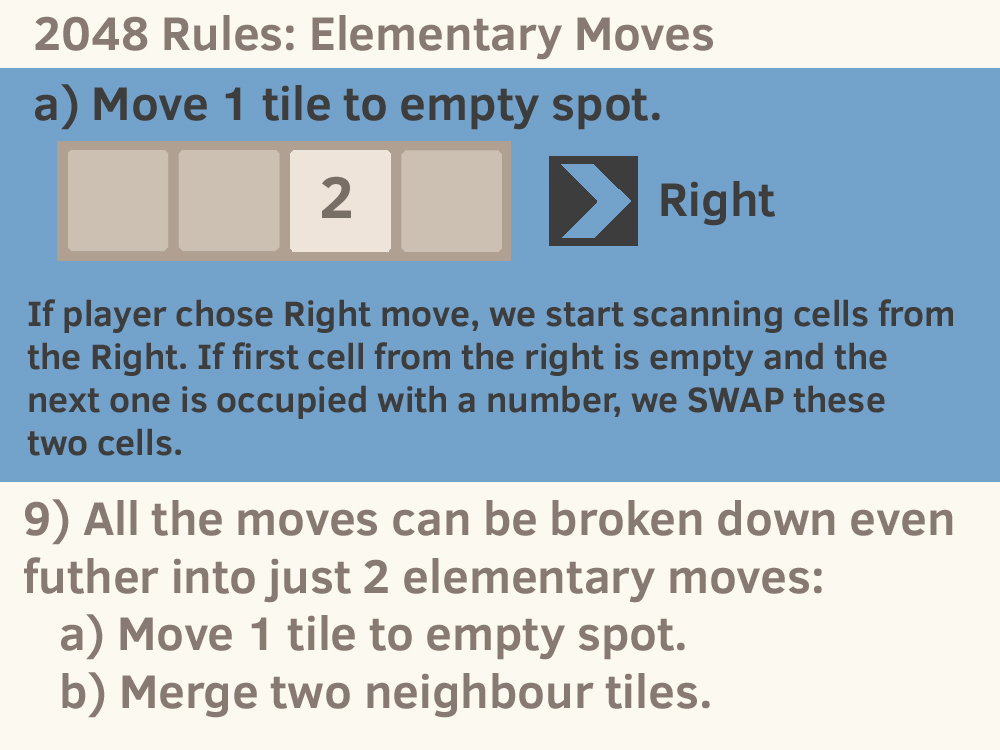 2048 Rules: Elementary Moves
a) Move 1 tile to empty spot.
2
Right
If player chose Right move, we start scanning cells from
the Right. If first cell from the right is empty and the
next one is occupied with a number, we SWAP these
two cells.
9) All the moves can be broken down even
futher into just 2 elementary moves:
a) Move 1 tile to empty spot.
b) Merge two neighbour tiles.